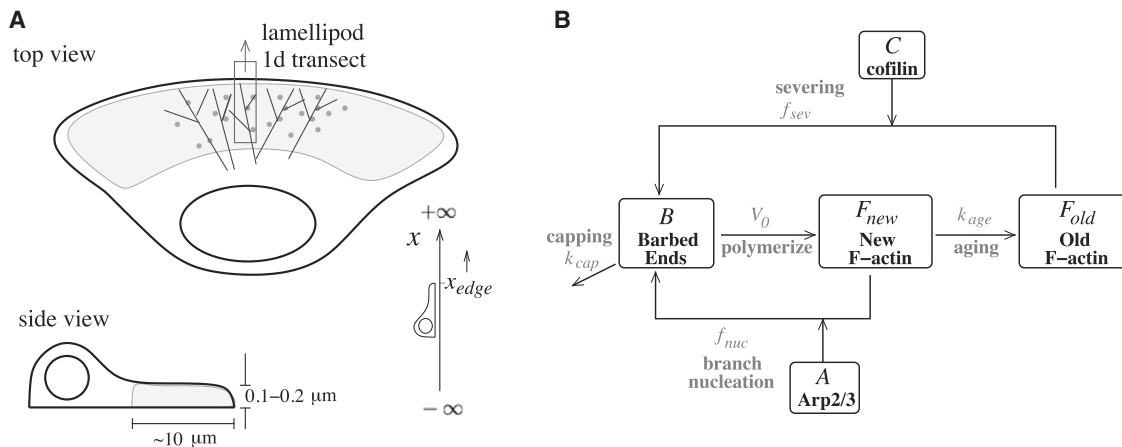 A
top view
lamellipod
1d transect
+∞
x
x_edge
− ∞
side view
0.1–0.2 μm
~10 μm
B
C
cofilin
severing
f_sev
B
Barbed
Ends
V_0
polymerize
F_new
New
F−actin
k_age
aging
F_old
Old
F−actin
capping
k_cap
f_nuc
branch
nucleation
A
Arp2/3